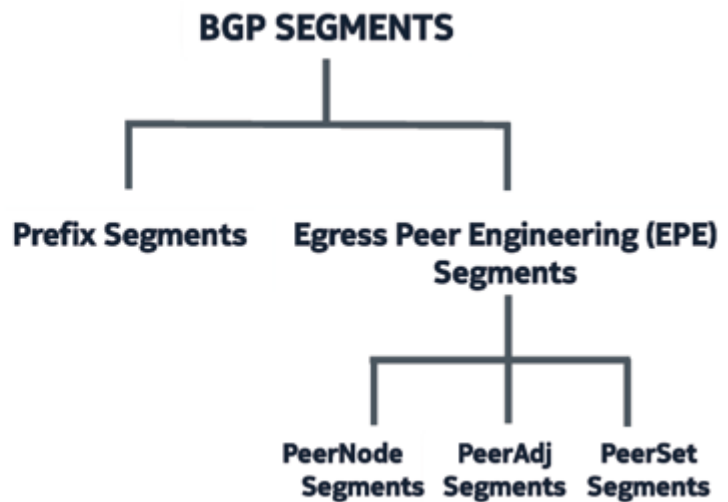 BGP SEGMENTS
Prefix Segments
Egress Peer Engineering (EPE)
Segments
PeerNode
Segments
PeerAdj
Segments
PeerSet
Segments